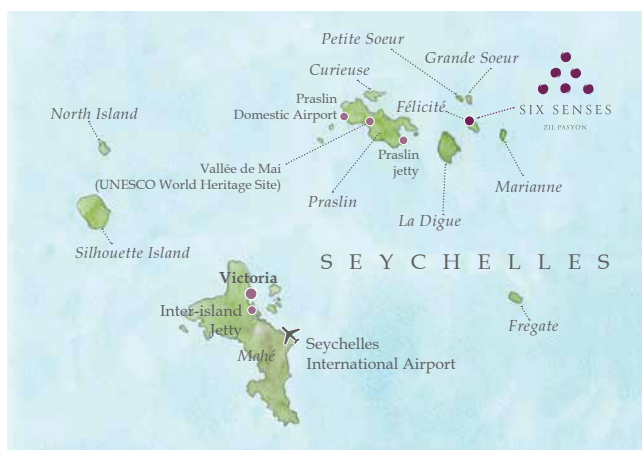 Petite Soeur
Grande Soeur
Curieuse
North Island
Praslin
Domestic Airport
Félicité
SIX SENSES
ZIL PASYON
Vallée de Mai
(UNESCO World Heritage Site)
Praslin
jetty
Marianne
Praslin
La Digue
Silhouette Island
SEYCHELLES
Victoria
Inter-island
Jetty
Fregate
Mahé
Seychelles
International Airport